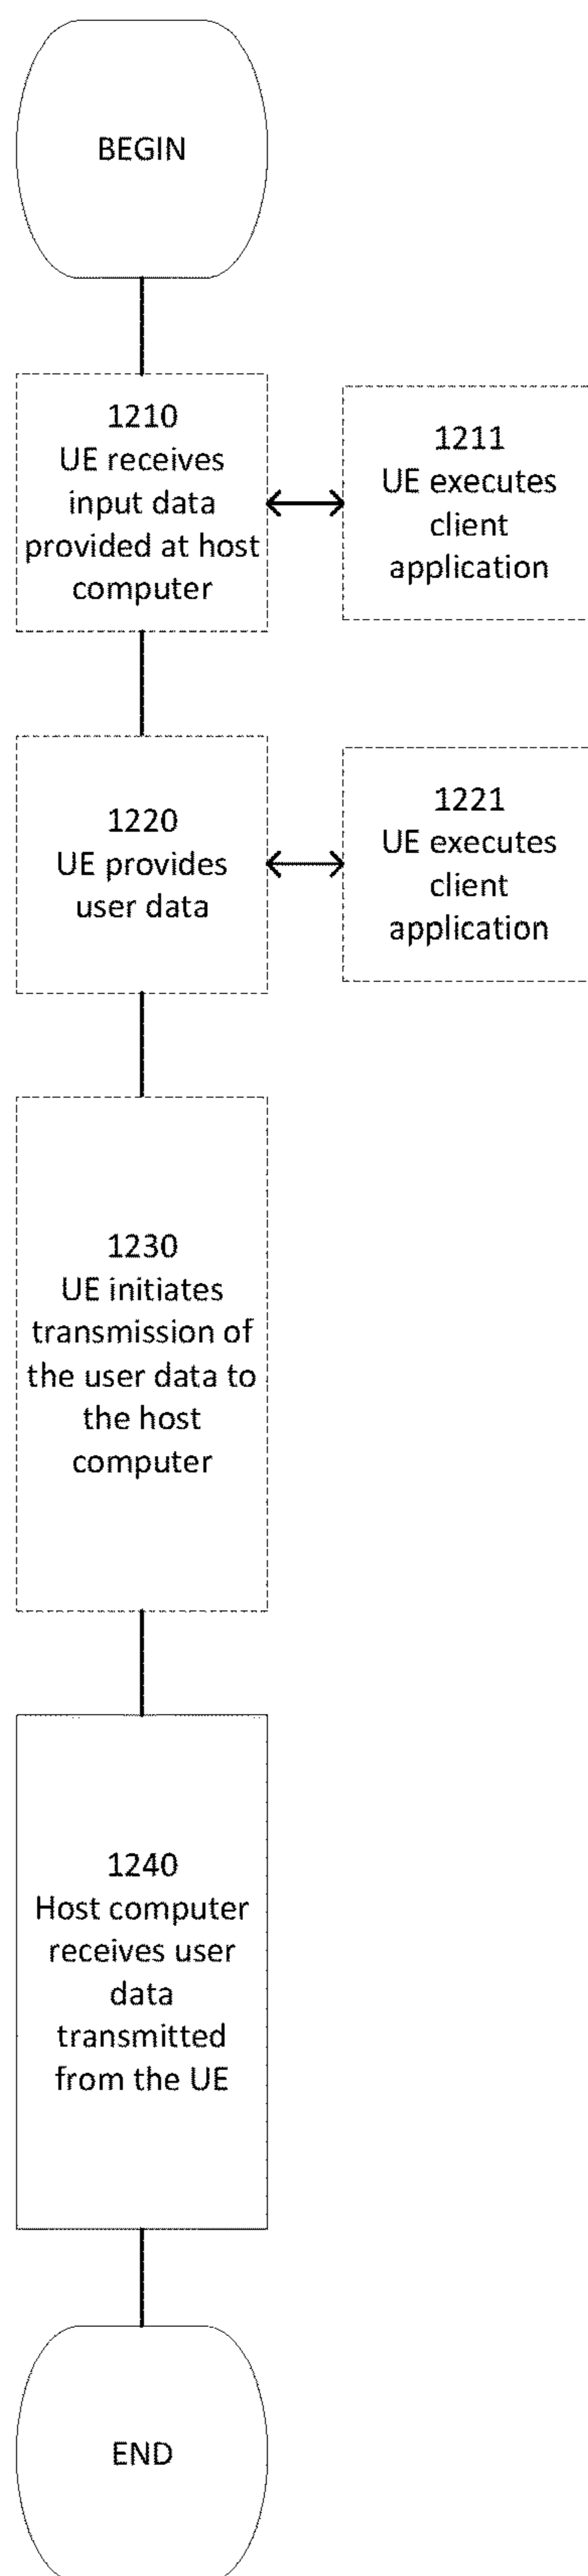 BEGIN
1210
UE receives
input data
provided at host
computer
1211
UE executes
client
application
1220
UE provides
user data
1221
UE executes
client
application
1230
UE initiates
transmission of
the user data to
the host
computer
1240
Host computer
receives user
data
transmitted
from the UE
END